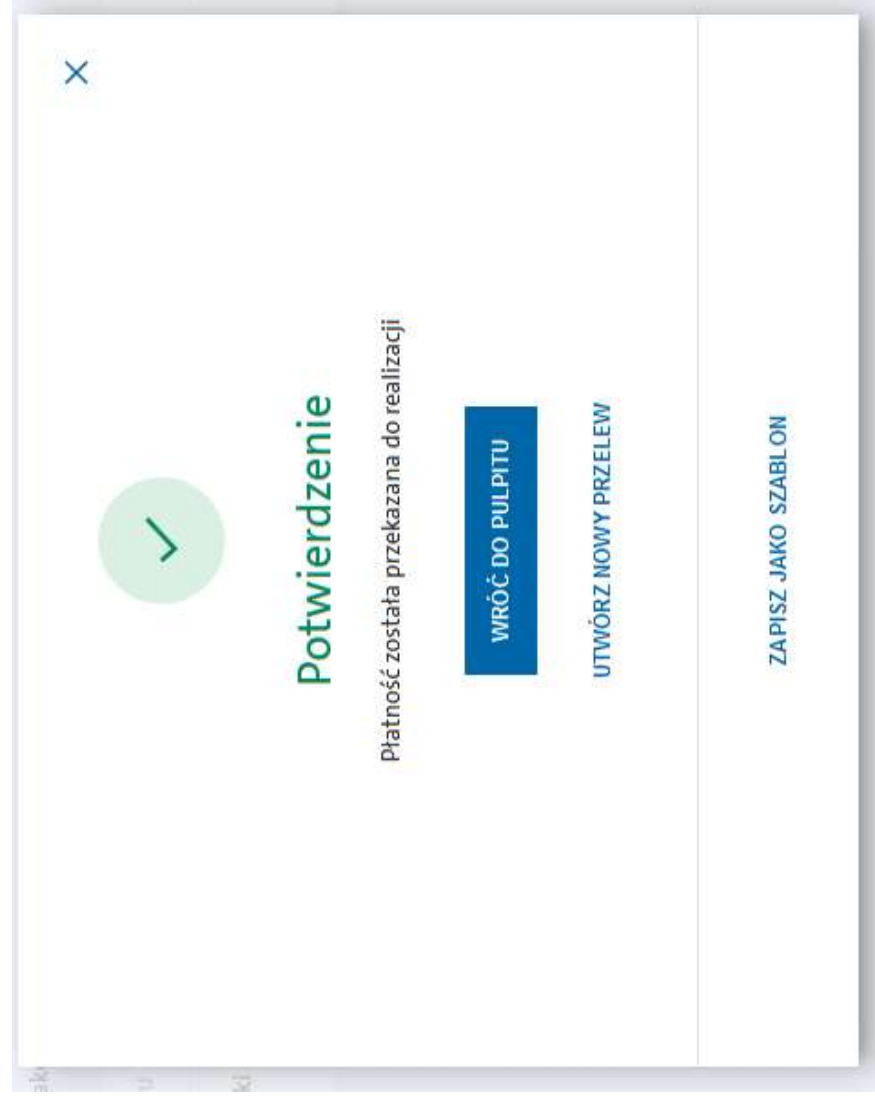 Potwierdzenie
Płatność została przekazana do realizacji
WRÓĆ DO PULPITU
UTWÓRZ NOWY PRZELEW
ZAPISZ JAKO SZABLON